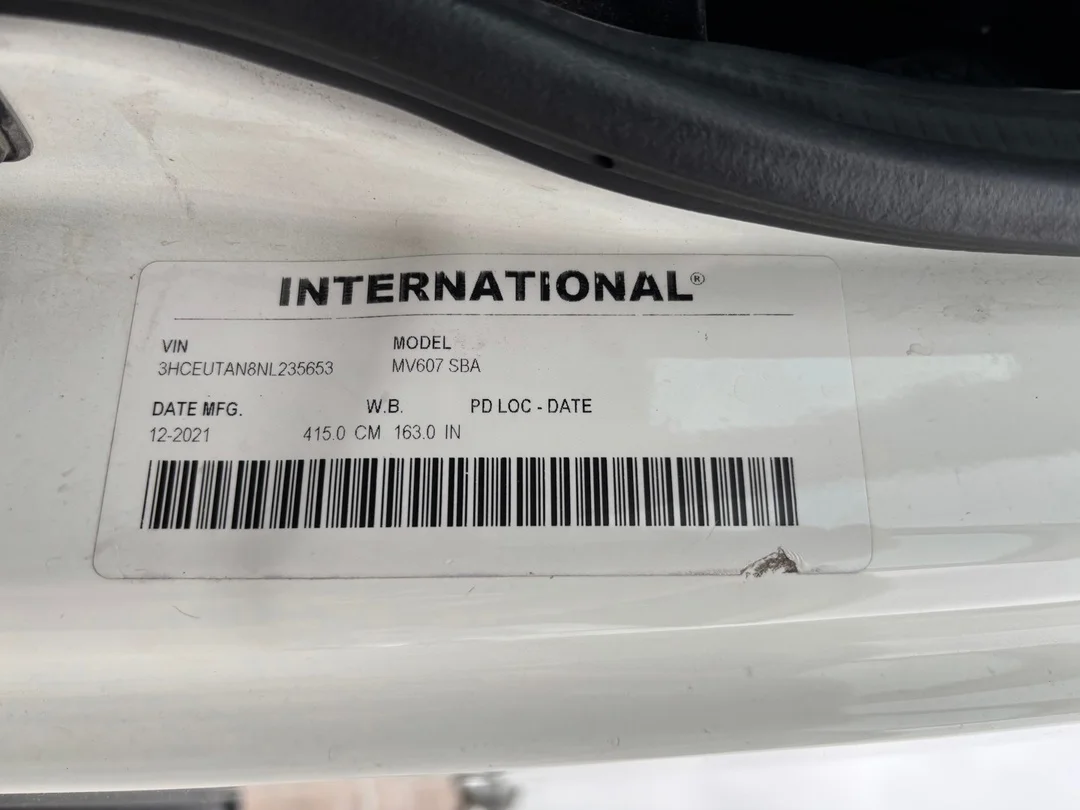 INTERNATIONAL®
VIN MODEL
3HCEUTAN8NL235653 MV607 SBA
DATE MFG. W.B. PD LOC - DATE
12-2021 415.0 CM 163.0 IN